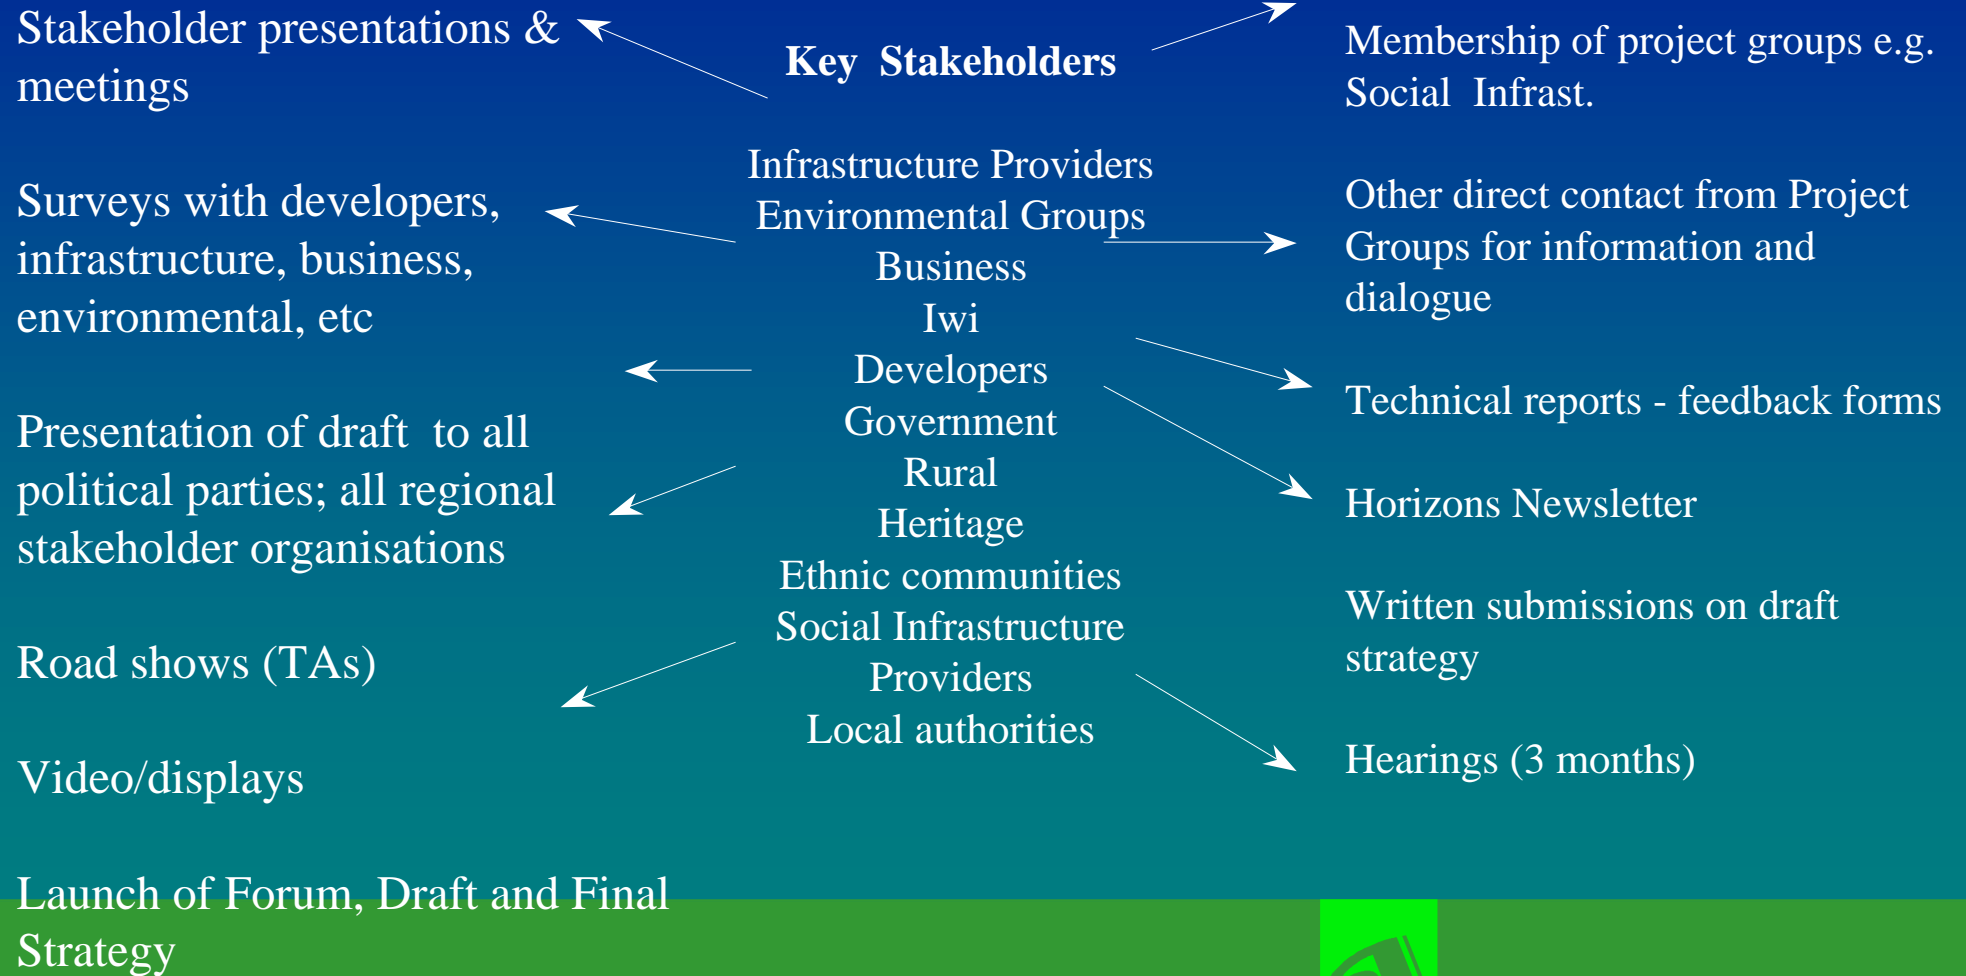 Stakeholder presentations &
meetings
Surveys with developers,
infrastructure, business,
environmental, etc
Presentation of draft to all
political parties; all regional
stakeholder organisations
Road shows (TAs)
Video/displays
Launch of Forum, Draft and Final
Strategy
Key Stakeholders
Infrastructure Providers
Environmental Groups
Business
Iwi
Developers
Government
Rural
Heritage
Ethnic communities
Social Infrastructure
Providers
Local authorities
Membership of project groups e.g.
Social Infrast.
Other direct contact from Project
Groups for information and
dialogue
Technical reports - feedback forms
Horizons Newsletter
Written submissions on draft
strategy
Hearings (3 months)